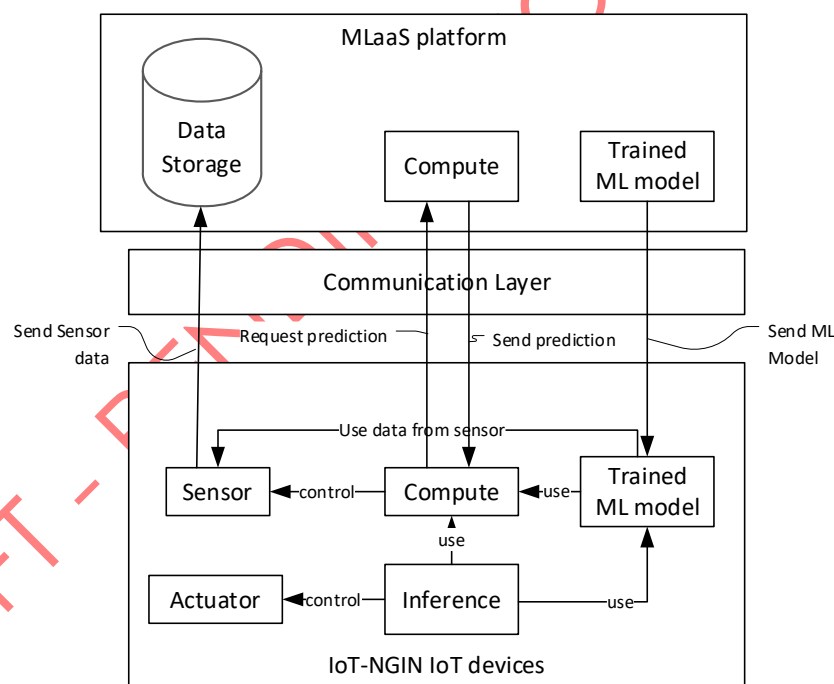 MLaaS platform
Data
Storage
Compute
Trained
ML model
Communication Layer
Send Sensor
data
Request prediction
Send prediction
Send ML
Model
Use data from sensor
Sensor
control
Compute
use
Trained
ML model
use
Actuator
control
Inference
use
IoT-NGIN IoT devices